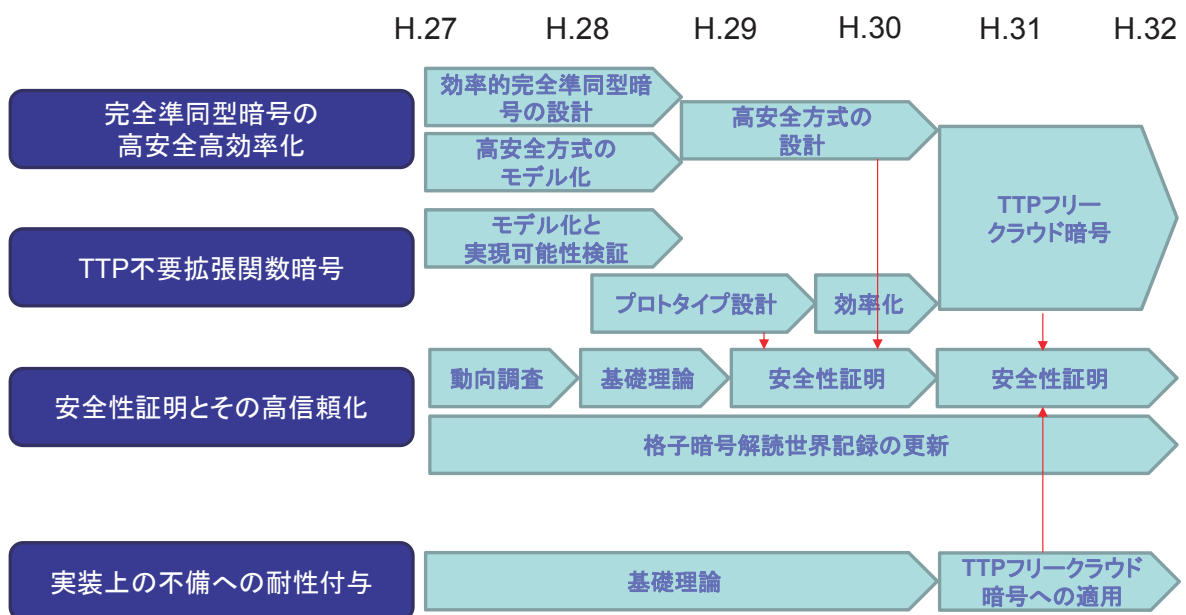 H.27 H.28 H.29 H.30 H.31 H.32
完全準同型暗号の
高安全高効率化
効率的完全準同型暗
号の設計
高安全方式の
モデル化
高安全方式の
設計
TTPフリー
クラウド暗号
TTP不要拡張関数暗号
モデル化と
実現可能性検証
プロトタイプ設計
効率化
安全性証明とその高信頼化
動向調査
基礎理論
安全性証明
安全性証明
格子暗号解読世界記録の更新
実装上の不備への耐性付与
基礎理論
TTPフリークラウド
暗号への適用